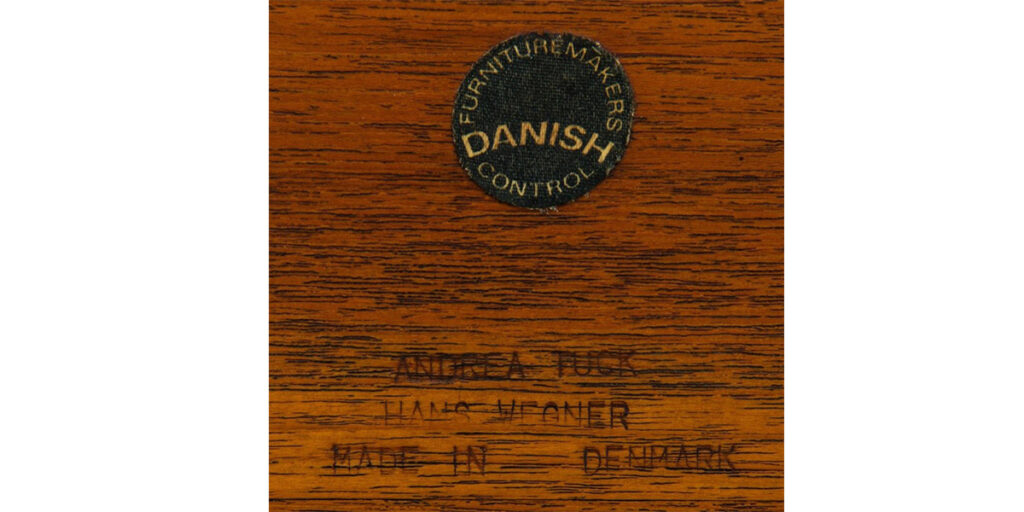 FURNITUREMAKERS
DANISH
CONTROL
ANDREA TUCK
HANS WEGNER
MADE IN DENMARK